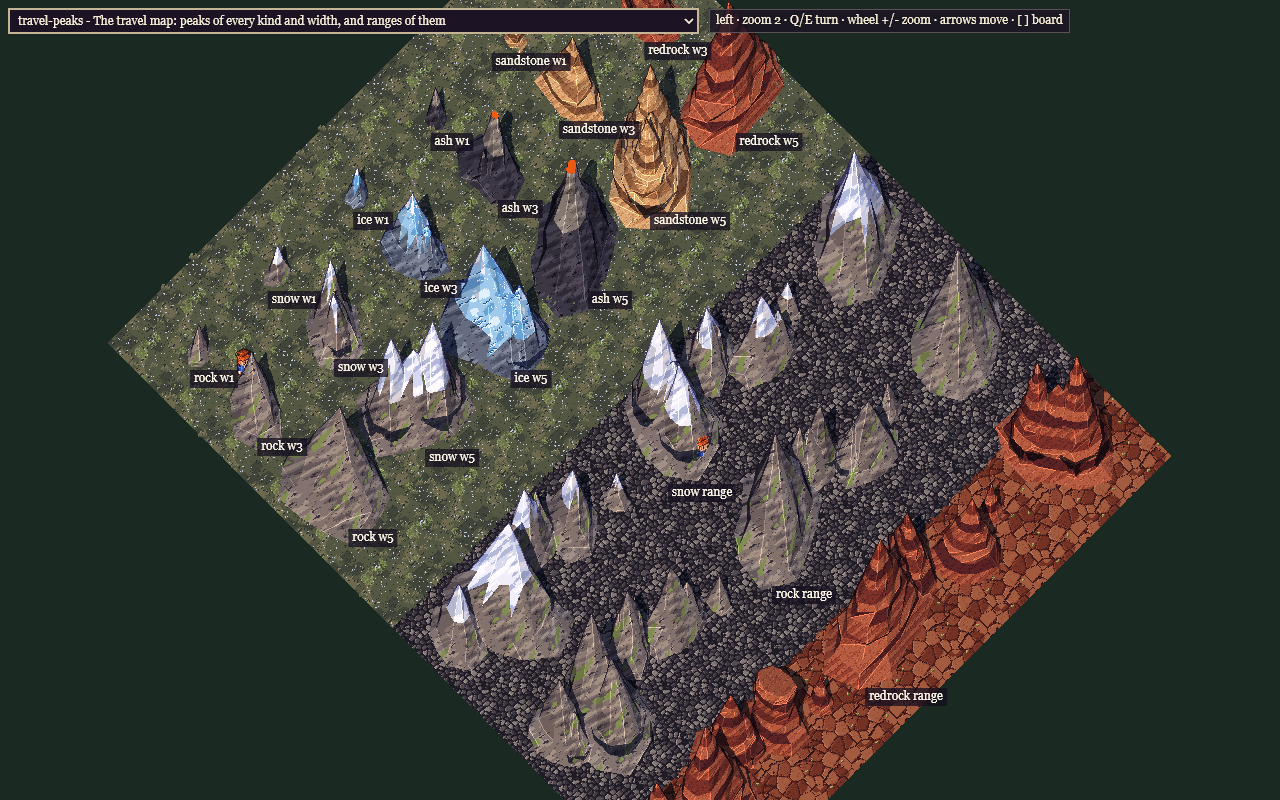 travel-peaks - The travel map: peaks of every kind and width, and ranges of them
left · zoom 2 · Q/E turn · wheel +/- zoom · arrows move · [ ] board
redrock w3
sandstone w1
sandstone w3
ash w1
redrock w5
ash w3
ice w1
sandstone w5
ice w3
snow w1
ash w5
snow w3
rock w1
ice w5
rock w3
snow w5
snow range
rock w5
rock range
redrock range